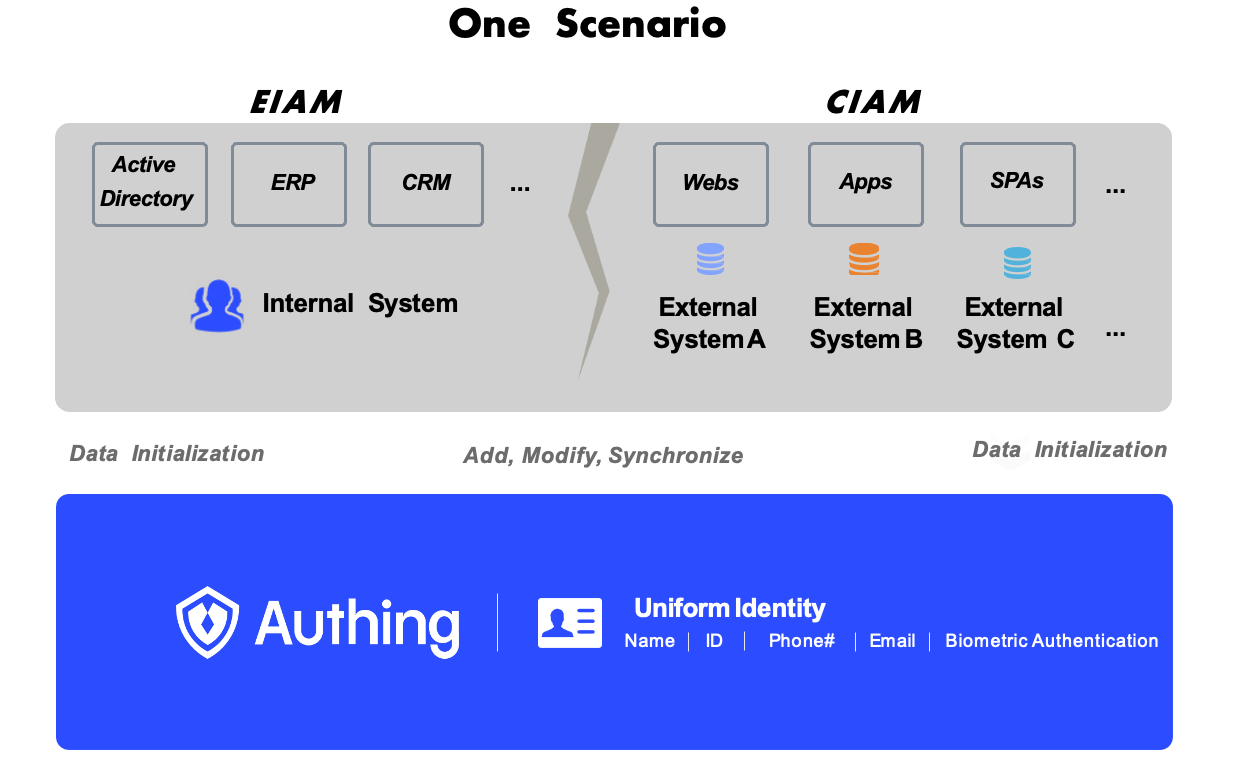 One Scenario
EIAM
CIAM
Active
Directory
ERP
CRM
...
Webs
Apps
SPAs
...
Internal System
External
System A
External
System B
External
System C
...
Data Initialization
Add, Modify, Synchronize
Data Initialization
Authing
Uniform Identity
Name | ID | Phone# | Email | Biometric Authentication